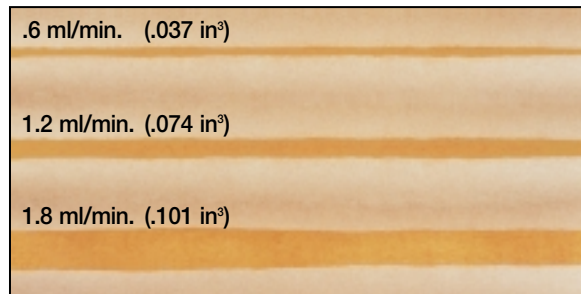 .6 ml/min. (.037 in³)
1.2 ml/min. (.074 in³)
1.8 ml/min. (.101 in³)